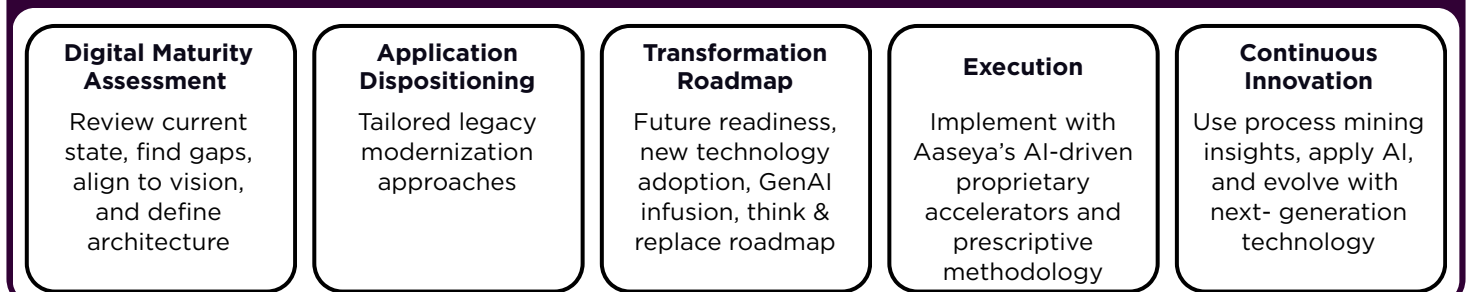 Digital Maturity
Assessment
Review current
state, find gaps,
align to vision,
and define
architecture
Application
Dispositioning
Tailored legacy
modernization
approaches
Transformation
Roadmap
Future readiness,
new technology
adoption, GenAI
infusion, think &
replace roadmap
Execution
Implement with
Aaseya’s AI-driven
proprietary
accelerators and
prescriptive
methodology
Continuous
Innovation
Use process mining
insights, apply AI,
and evolve with
next- generation
technology